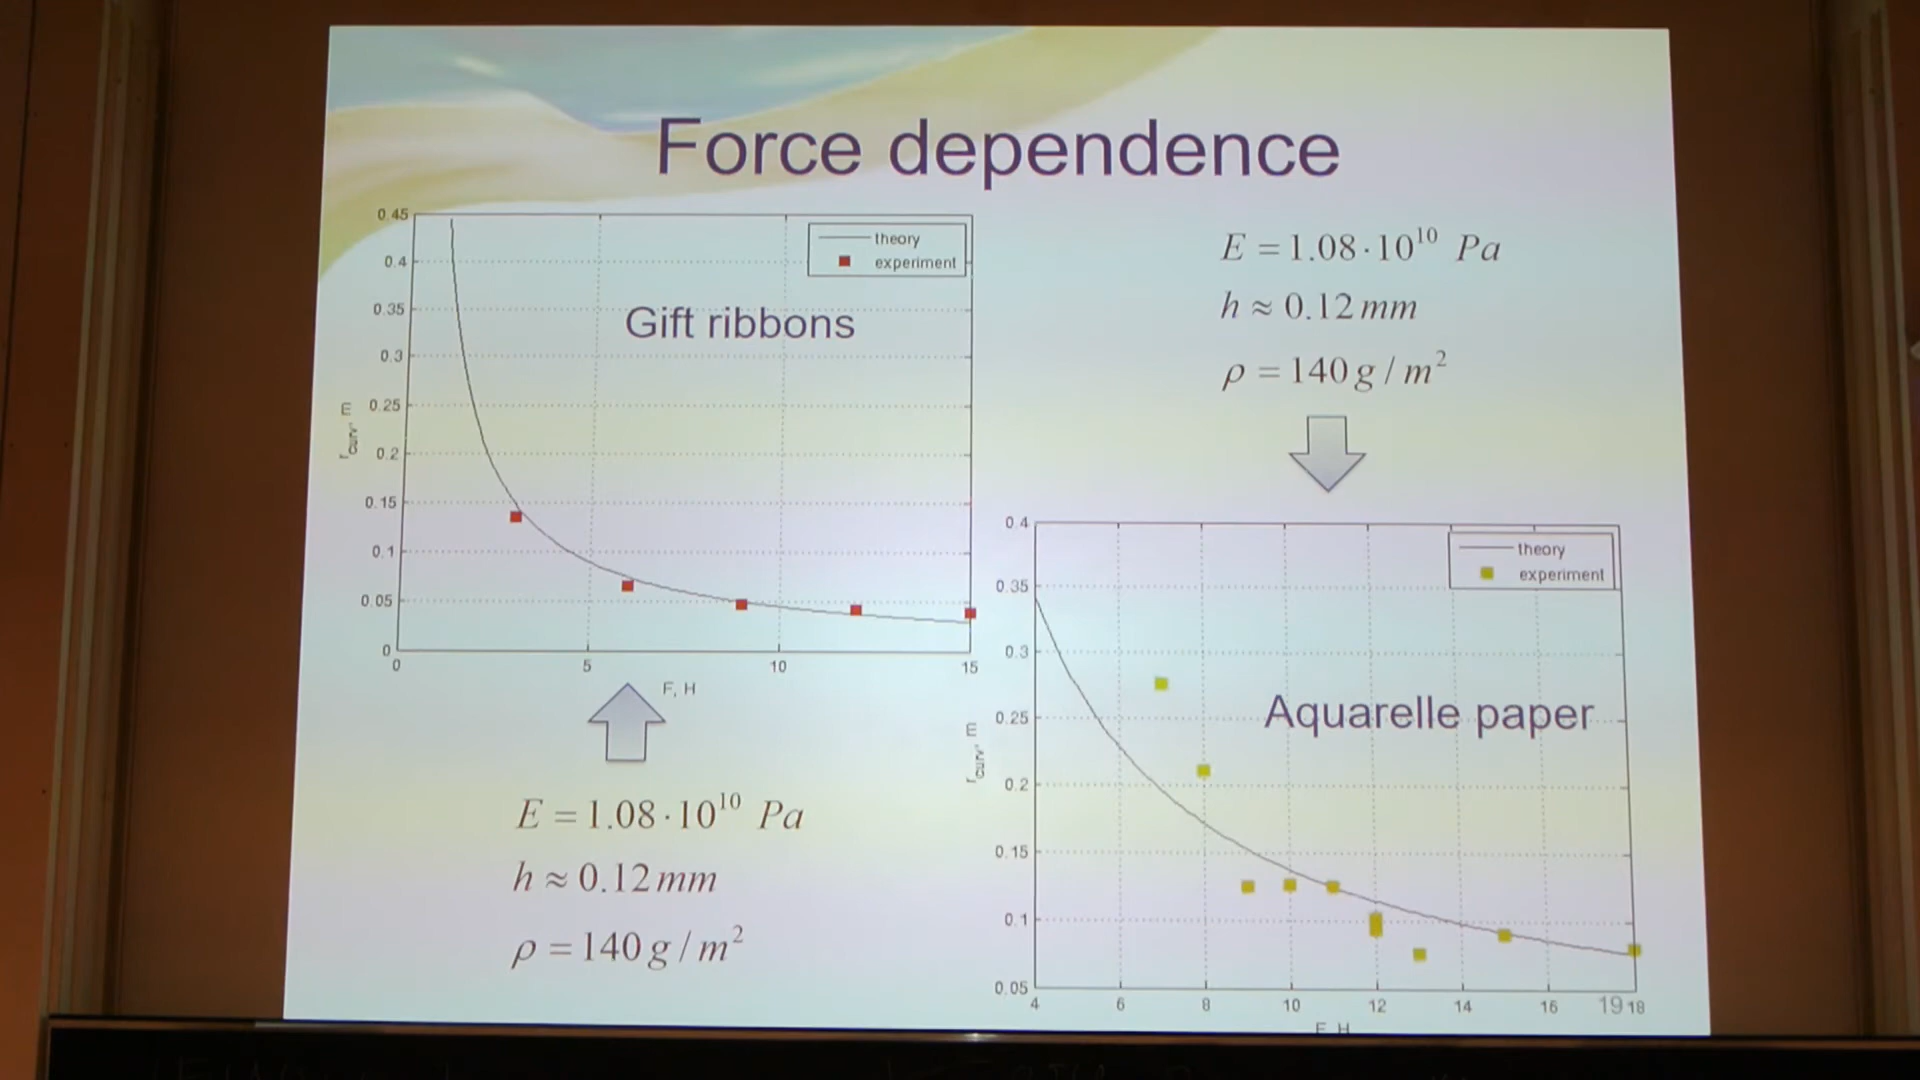 Force dependence
0.45
0.4
0.35
0.3
0.25
0.2
0.15
0.1
0.05
0
0 5 10 15
r_curv, m
F, H
theory
experiment
Gift ribbons
E = 1.08·10^10 Pa
h ≈ 0.12 mm
ρ = 140 g / m^2
E = 1.08·10^10 Pa
h ≈ 0.12 mm
ρ = 140 g / m^2
0.4
0.35
0.3
0.25
0.2
0.15
0.1
0.05
4 6 8 10 12 14 16 18
r_curv, m
F, H
theory
experiment
Aquarelle paper
19